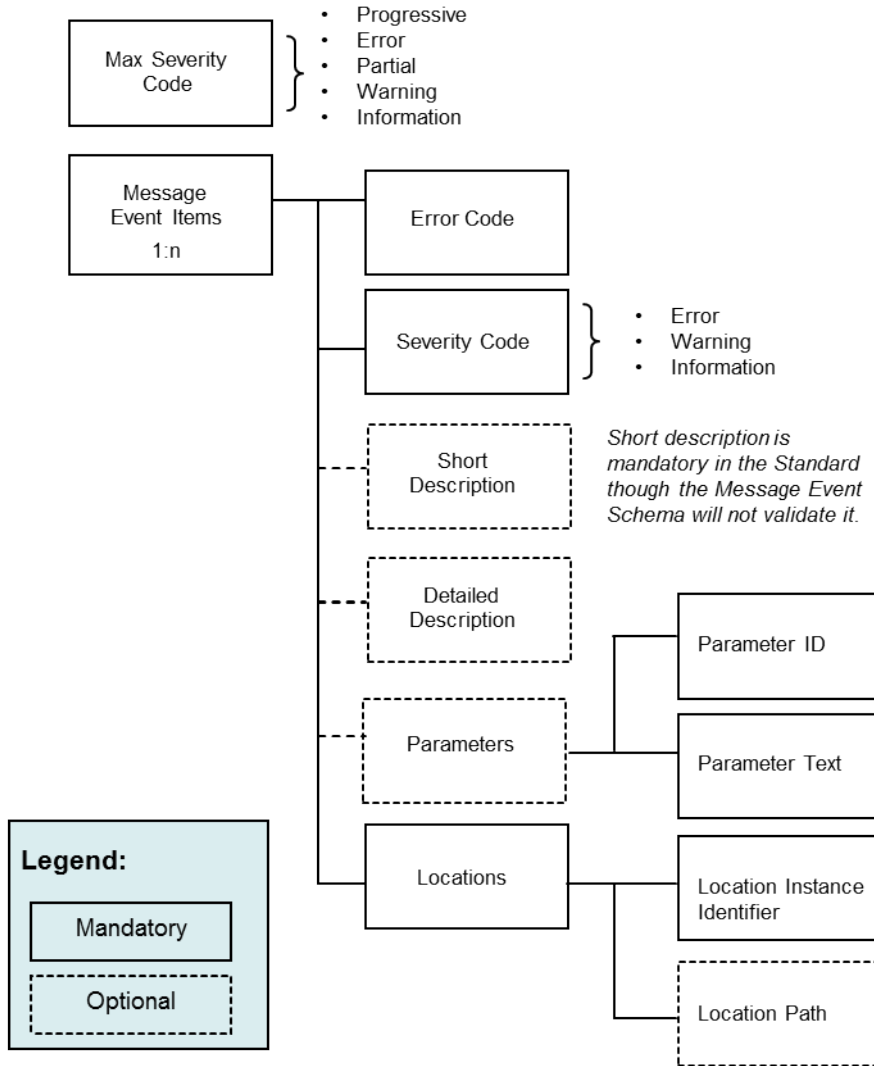 Max Severity
Code
• Progressive
• Error
• Partial
• Warning
• Information
Message
Event Items
1:n
Error Code
Severity Code
• Error
• Warning
• Information
Short
Description
Short description is
mandatory in the Standard
though the Message Event
Schema will not validate it.
Detailed
Description
Parameters
Parameter ID
Parameter Text
Locations
Location Instance
Identifier
Location Path
Legend:
Mandatory
Optional